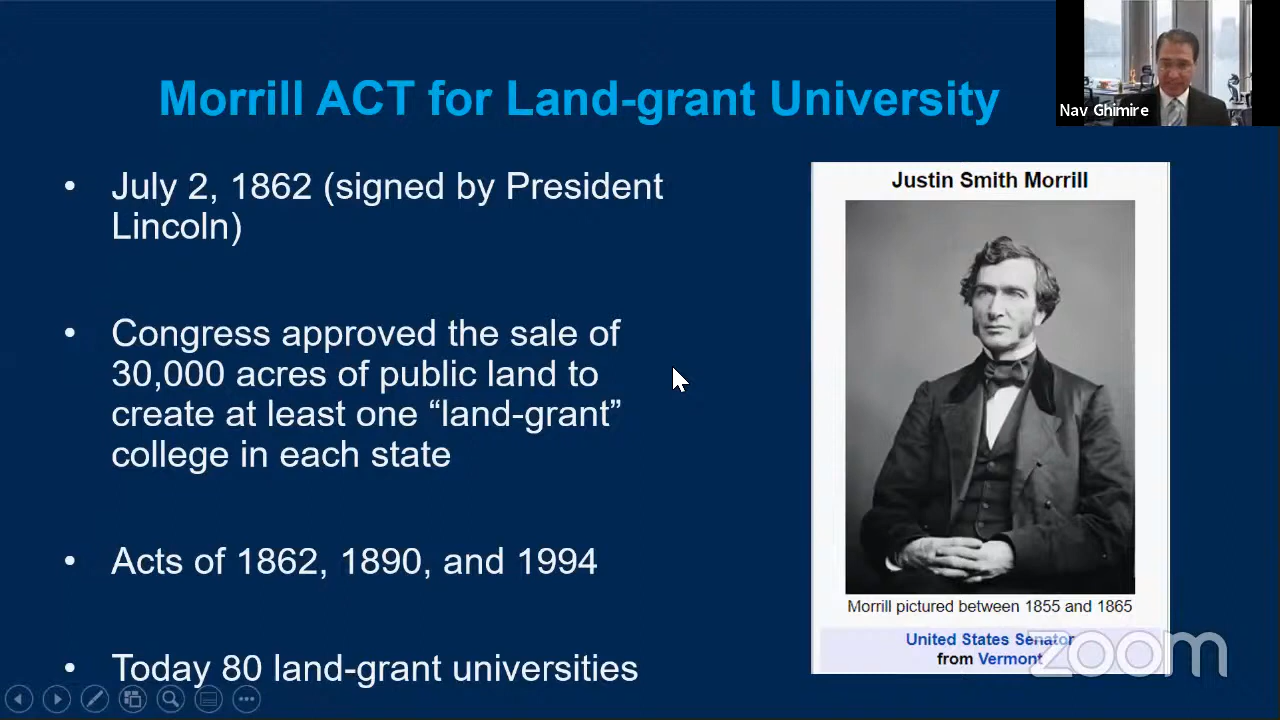 Morrill ACT for Land-grant University
Nav Ghimire
• July 2, 1862 (signed by President
Lincoln)
• Congress approved the sale of
30,000 acres of public land to
create at least one “land-grant”
college in each state
• Acts of 1862, 1890, and 1994
• Today 80 land-grant universities
Justin Smith Morrill
Morrill pictured between 1855 and 1865
United States Senator
from Vermont
zoom